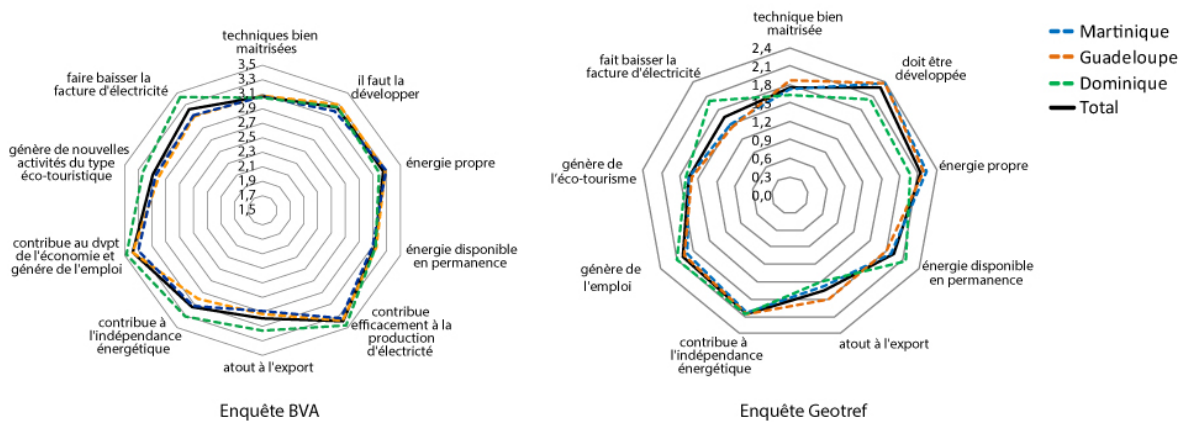 techniques bien
maitrisées
il faut la
développer
énergie propre
énergie disponible
en permanence
contribue
efficacement à la
production
d'électricté
atout à l'export
contribue à
l'indépendance
énergétique
contribue au dvpt
de l'économie et
génére de l'emploi
génère de nouvelles
activités du type
éco-touristique
faire baisser la
facture d'électricité
3,5
3,3
3,1
2,9
2,7
2,5
2,3
2,1
1,9
1,7
1,5
Enquête BVA
technique bien
maitrisée
doit être
développée
énergie propre
énergie disponible
en permanence
atout à l'export
contribue à
l'indépendance
énergétique
génère de
l'emploi
génère de
l'éco-tourisme
fait baisser la
facture d'électricité
2,4
2,1
1,8
1,5
1,2
0,9
0,6
0,3
0,0
Enquête Geotref
Martinique
Guadeloupe
Dominique
Total